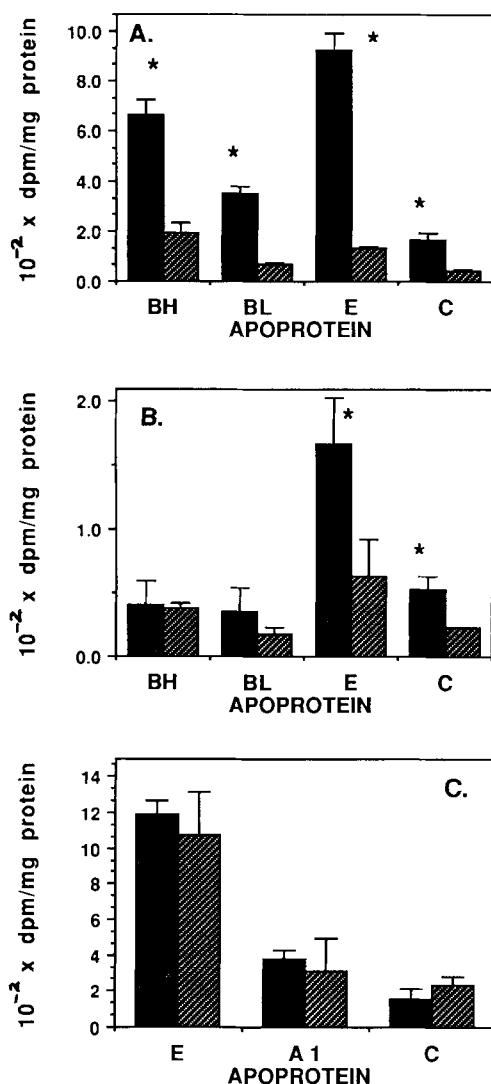 A.
10⁻² x dpm/mg protein
10.0
8.0
6.0
4.0
2.0
0.0
*
*
*
*
BH BL E C
APOPROTEIN
B.
10⁻² x dpm/mg protein
2.0
1.0
0.0
*
*
BH BL E C
APOPROTEIN
C.
10⁻² x dpm/mg protein
14
12
10
8
6
4
2
0
E A1 C
APOPROTEIN